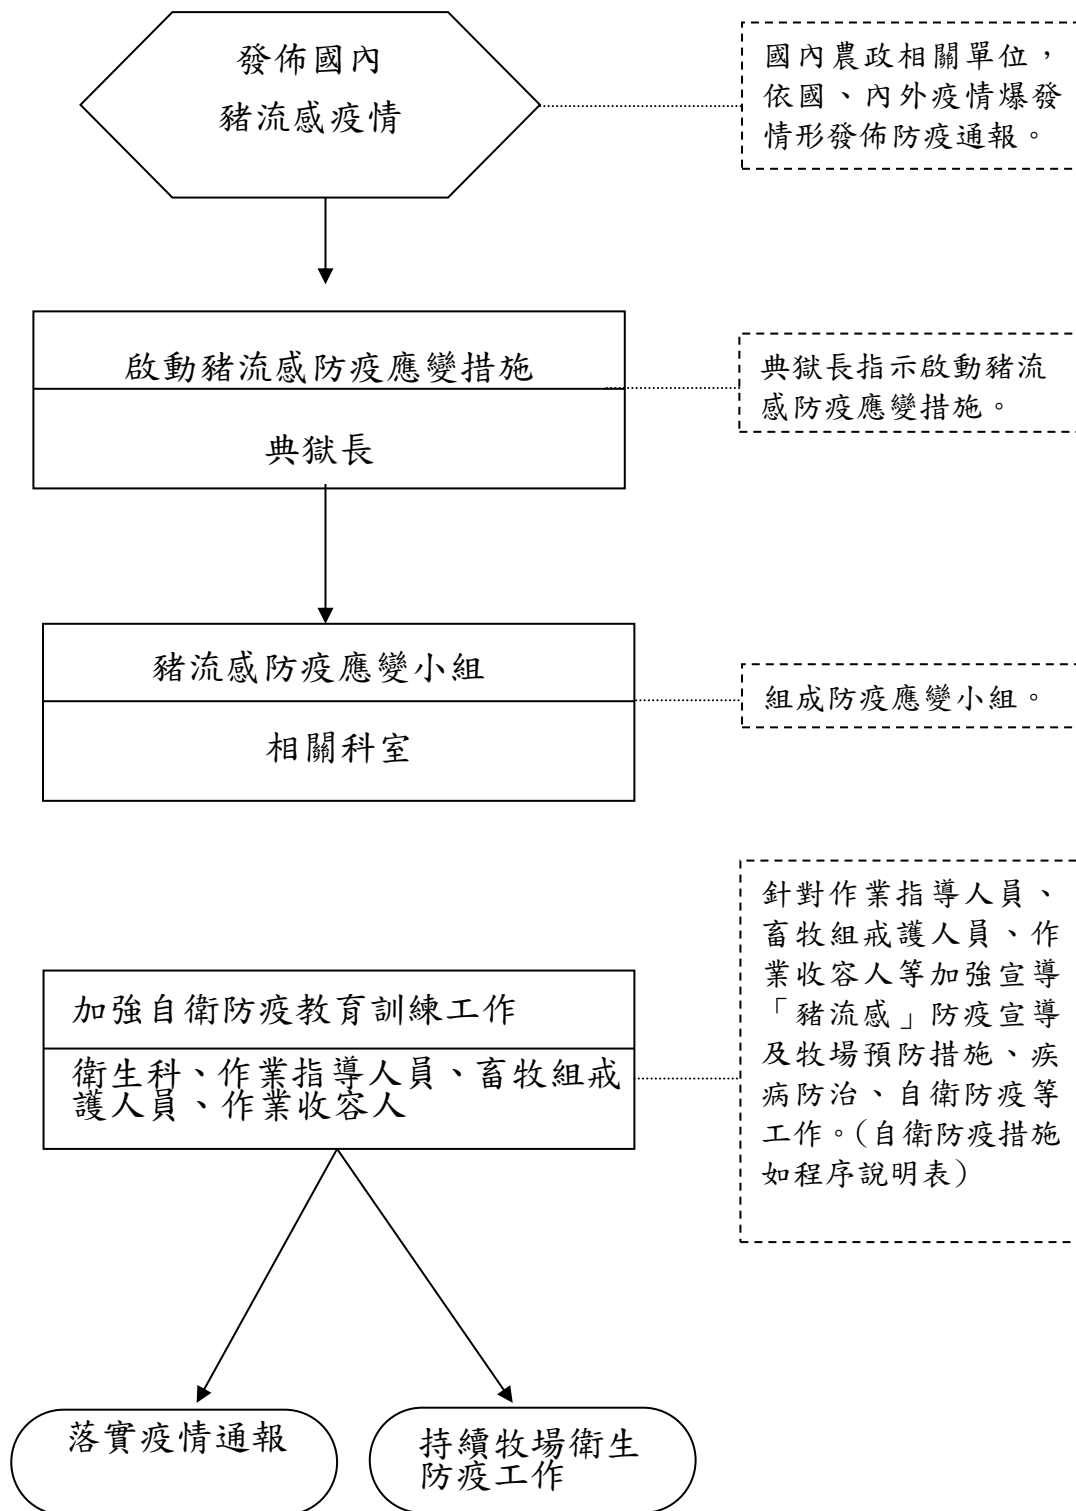 發佈國內
豬流感疫情
國內農政相關單位，
依國、內外疫情爆發
情形發佈防疫通報。
啟動豬流感防疫應變措施
典獄長
典獄長指示啟動豬流
感防疫應變措施。
豬流感防疫應變小組
相關科室
組成防疫應變小組。
加強自衛防疫教育訓練工作
衛生科、作業指導人員、畜牧組戒
護人員、作業收容人
針對作業指導人員、
畜牧組戒護人員、作
業收容人等加強宣導
「豬流感」防疫宣導
及牧場預防措施、疾
病防治、自衛防疫等
工作。(自衛防疫措施
如程序說明表)
落實疫情通報
持續牧場衛生
防疫工作